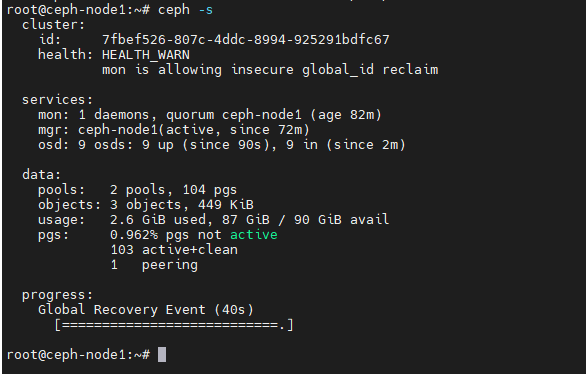 root@ceph-node1:~# ceph -s
  cluster:
    id:     7fbef526-807c-4ddc-8994-925291bdfc67
    health: HEALTH_WARN
            mon is allowing insecure global_id reclaim

  services:
    mon: 1 daemons, quorum ceph-node1 (age 82m)
    mgr: ceph-node1(active, since 72m)
    osd: 9 osds: 9 up (since 90s), 9 in (since 2m)

  data:
    pools:   2 pools, 104 pgs
    objects: 3 objects, 449 KiB
    usage:   2.6 GiB used, 87 GiB / 90 GiB avail
    pgs:     0.962% pgs not active
             103 active+clean
             1   peering

  progress:
    Global Recovery Event (40s)
      [===========================.]

root@ceph-node1:~#